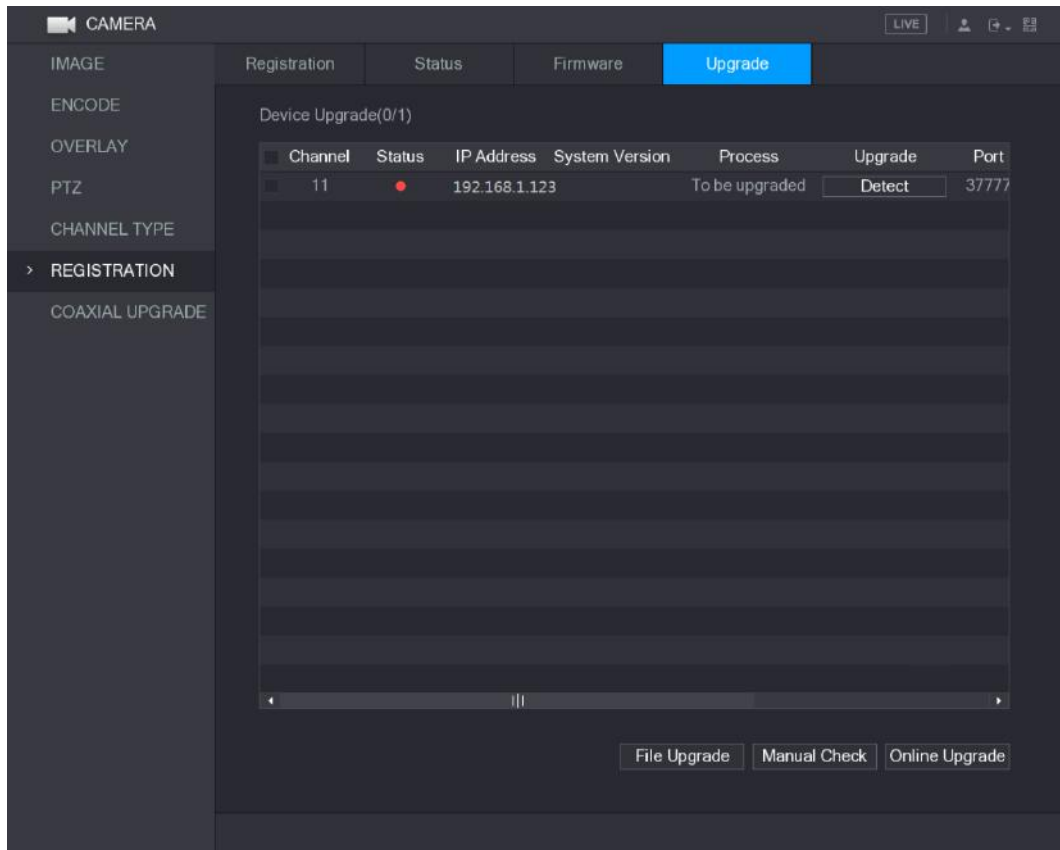 CAMERA LIVE
IMAGE
ENCODE
OVERLAY
PTZ
CHANNEL TYPE
> REGISTRATION
COAXIAL UPGRADE
Registration Status Firmware Upgrade
Device Upgrade(0/1)
Channel Status IP Address System Version Process Upgrade Port
11 192.168.1.123 To be upgraded Detect 37777
File Upgrade Manual Check Online Upgrade